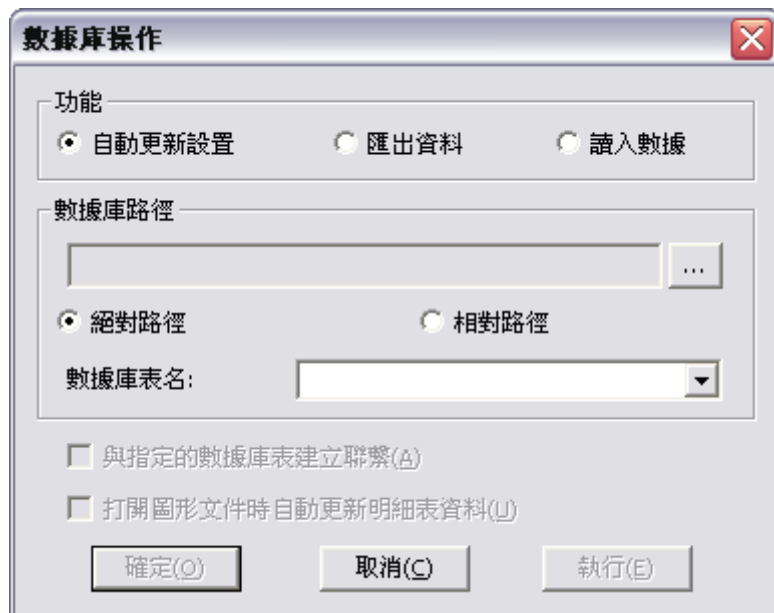 數據庫操作
功能
自動更新設置 匯出資料 讀入數據
數據庫路徑
...
絕對路徑 相對路徑
數據庫表名:
與指定的數據庫表建立聯繫(A)
打開圖形文件時自動更新明細表資料(U)
確定(O) 取消(C) 執行(E)